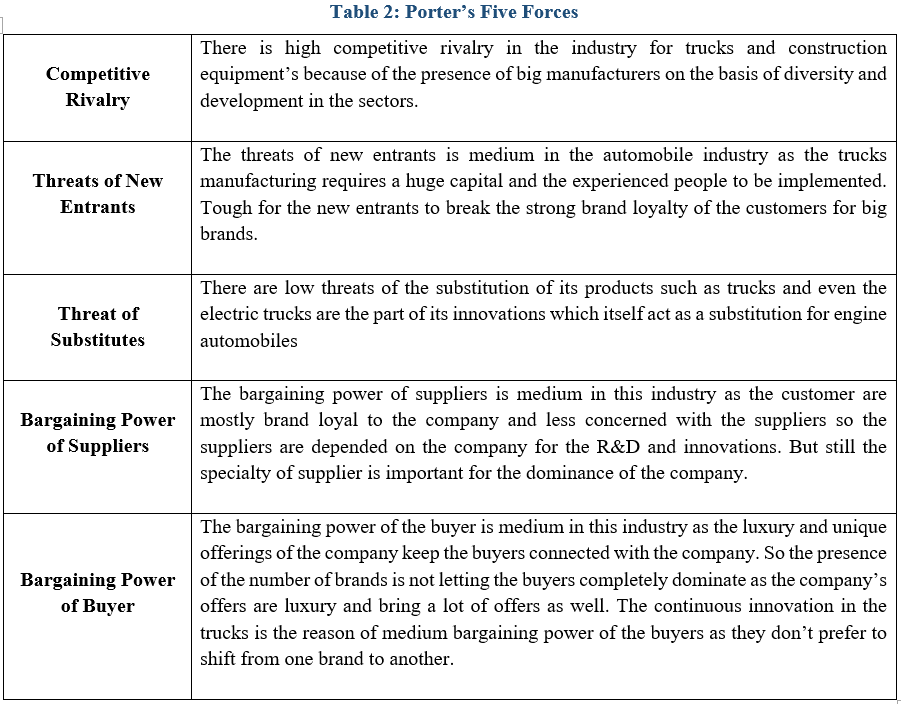 Table 2: Porter’s Five Forces
Competitive
Rivalry
There is high competitive rivalry in the industry for trucks and construction
equipment’s because of the presence of big manufacturers on the basis of diversity and
development in the sectors.
Threats of New
Entrants
The threats of new entrants is medium in the automobile industry as the trucks
manufacturing requires a huge capital and the experienced people to be implemented.
Tough for the new entrants to break the strong brand loyalty of the customers for big
brands.
Threat of
Substitutes
There are low threats of the substitution of its products such as trucks and even the
electric trucks are the part of its innovations which itself act as a substitution for engine
automobiles
Bargaining Power
of Suppliers
The bargaining power of suppliers is medium in this industry as the customer are
mostly brand loyal to the company and less concerned with the suppliers so the
suppliers are depended on the company for the R&D and innovations. But still the
specialty of supplier is important for the dominance of the company.
Bargaining Power
of Buyer
The bargaining power of the buyer is medium in this industry as the luxury and unique
offerings of the company keep the buyers connected with the company. So the presence
of the number of brands is not letting the buyers completely dominate as the company’s
offers are luxury and bring a lot of offers as well. The continuous innovation in the
trucks is the reason of medium bargaining power of the buyers as they don’t prefer to
shift from one brand to another.